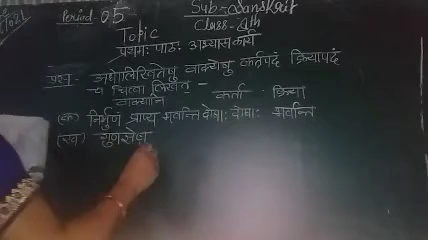 Period- 05 Sub- Sanskrit
Class- 4th
Topic
प्रथमः पाठः अभ्यासकार्य
प्रश्न- अधोलिखितेषु वाक्येषु कर्तृपदं क्रियापदं
च चित्वा लिखत् -
वाक्यानि कर्ता क्रिया
(क) निर्गुणं प्राप्य भवन्ति दोषाः दोषाः भवन्ति
(ख) गुणज्ञेषु